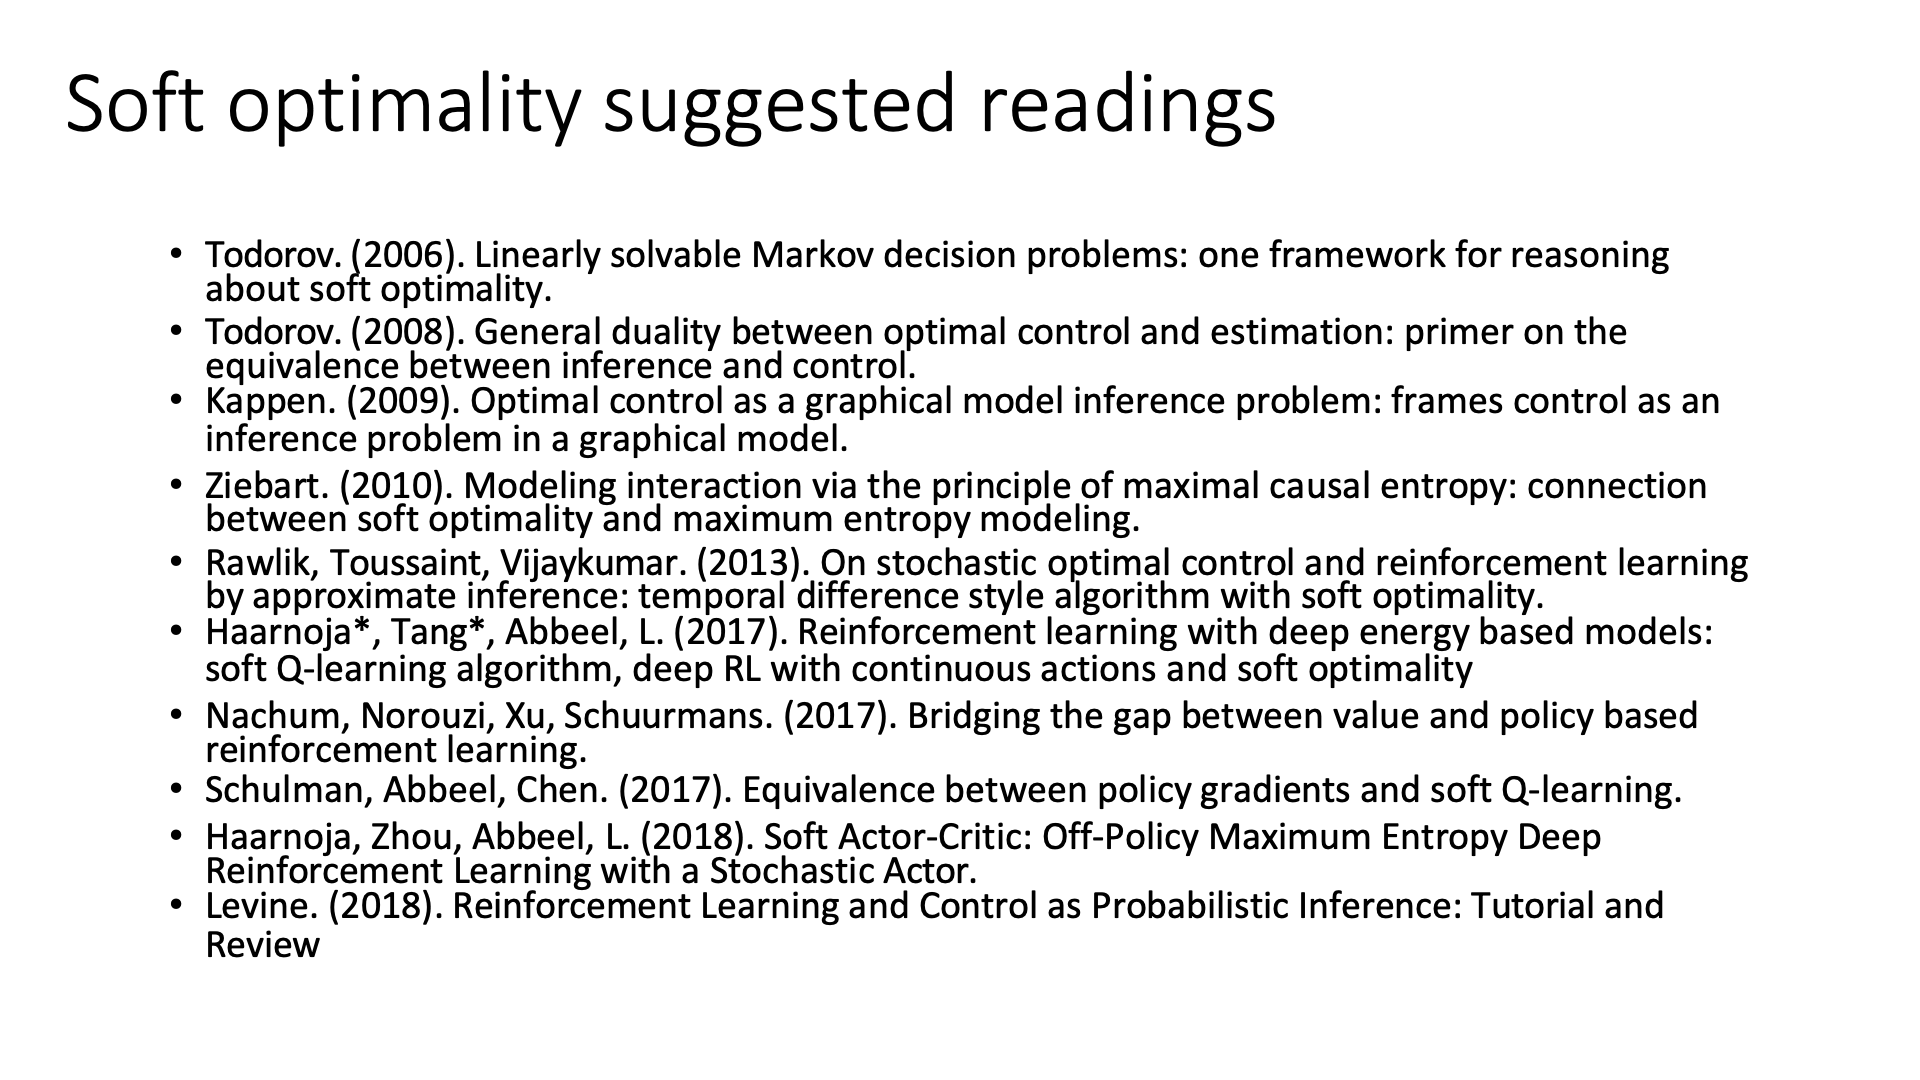 Soft optimality suggested readings
• Todorov. (2006). Linearly solvable Markov decision problems: one framework for reasoning
about soft optimality.
• Todorov. (2008). General duality between optimal control and estimation: primer on the
equivalence between inference and control.
• Kappen. (2009). Optimal control as a graphical model inference problem: frames control as an
inference problem in a graphical model.
• Ziebart. (2010). Modeling interaction via the principle of maximal causal entropy: connection
between soft optimality and maximum entropy modeling.
• Rawlik, Toussaint, Vijaykumar. (2013). On stochastic optimal control and reinforcement learning
by approximate inference: temporal difference style algorithm with soft optimality.
• Haarnoja*, Tang*, Abbeel, L. (2017). Reinforcement learning with deep energy based models:
soft Q-learning algorithm, deep RL with continuous actions and soft optimality
• Nachum, Norouzi, Xu, Schuurmans. (2017). Bridging the gap between value and policy based
reinforcement learning.
• Schulman, Abbeel, Chen. (2017). Equivalence between policy gradients and soft Q-learning.
• Haarnoja, Zhou, Abbeel, L. (2018). Soft Actor-Critic: Off-Policy Maximum Entropy Deep
Reinforcement Learning with a Stochastic Actor.
• Levine. (2018). Reinforcement Learning and Control as Probabilistic Inference: Tutorial and
Review